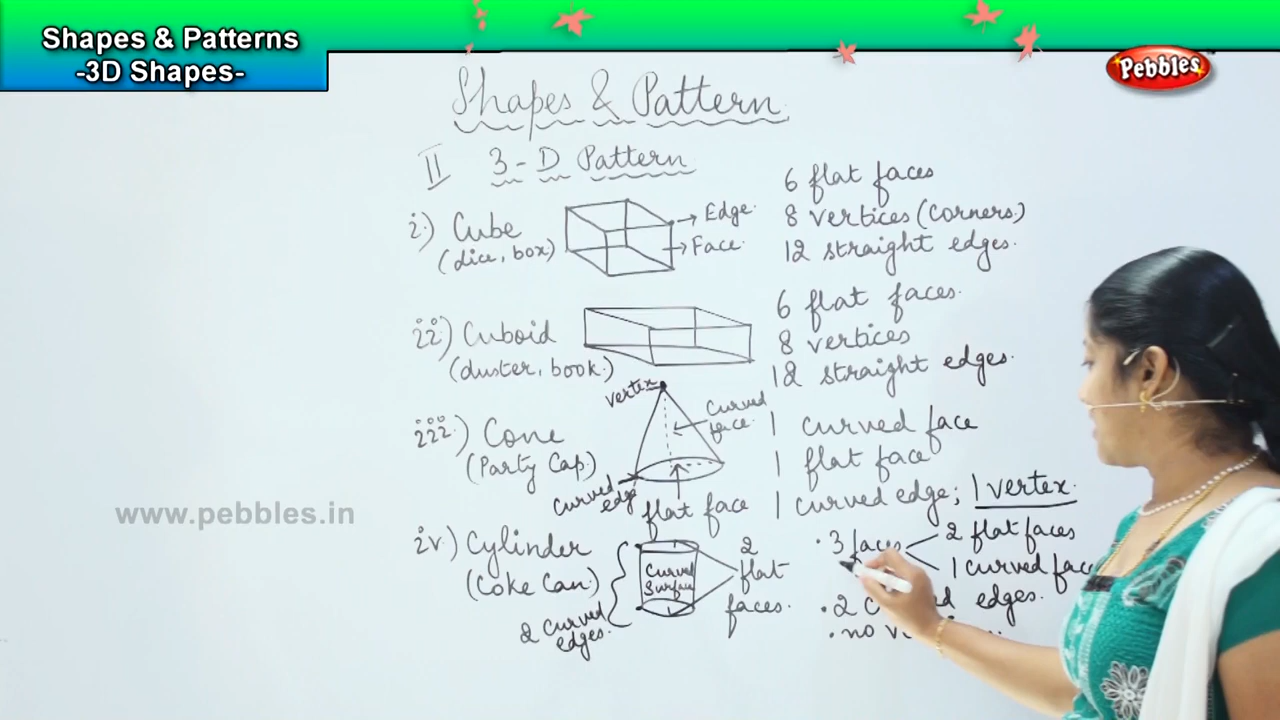 Shapes & Patterns
-3D Shapes-
Pebbles
Shapes & Pattern
II 3-D Pattern
i) Cube
(dice, box)
Edge
Face
6 flat faces
8 vertices (corners)
12 straight edges.
ii) Cuboid
(duster, book)
6 flat faces.
8 vertices
12 straight edges.
iii) Cone
(Party Cap)
vertex
Curved face
curved edge
flat face
1 curved face
1 flat face
1 curved edge; 1 vertex.
www.pebbles.in
iv) Cylinder
(Coke Can)
2 curved edges.
Curved Surface
2 flat faces.
• 3 faces
2 flat faces
1 curved face
• 2 edges.
• no